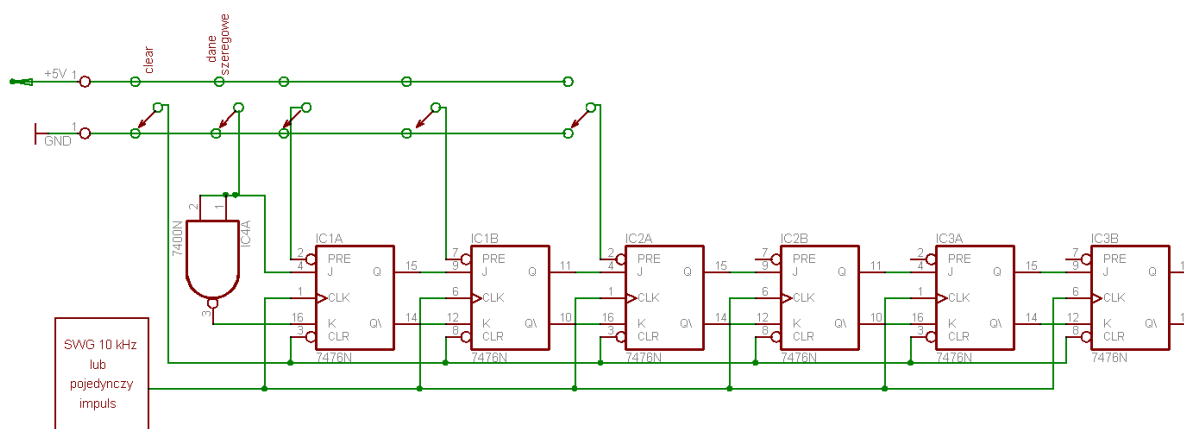 clear
dane
szeregowe
+5V 1
1
GND
2
1
7400N
IC4A
3
IC1A
2 PRE
4 J Q 15
1 CLK
16 K Q\ 14
3 CLR
7476N
IC1B
7 PRE
9 J Q 11
6 CLK
12 K Q\ 10
8 CLR
7476N
IC2A
2 PRE
4 J Q 15
1 CLK
16 K Q\ 14
3 CLR
7476N
IC2B
7 PRE
9 J Q 11
6 CLK
12 K Q\ 10
8 CLR
7476N
IC3A
2 PRE
4 J Q 15
1 CLK
16 K Q\ 14
3 CLR
7476N
IC3B
7 PRE
9 J Q
6 CLK
12 K Q\
8 CLR
7476N
SWG 10 kHz
lub
pojedynczy
impuls